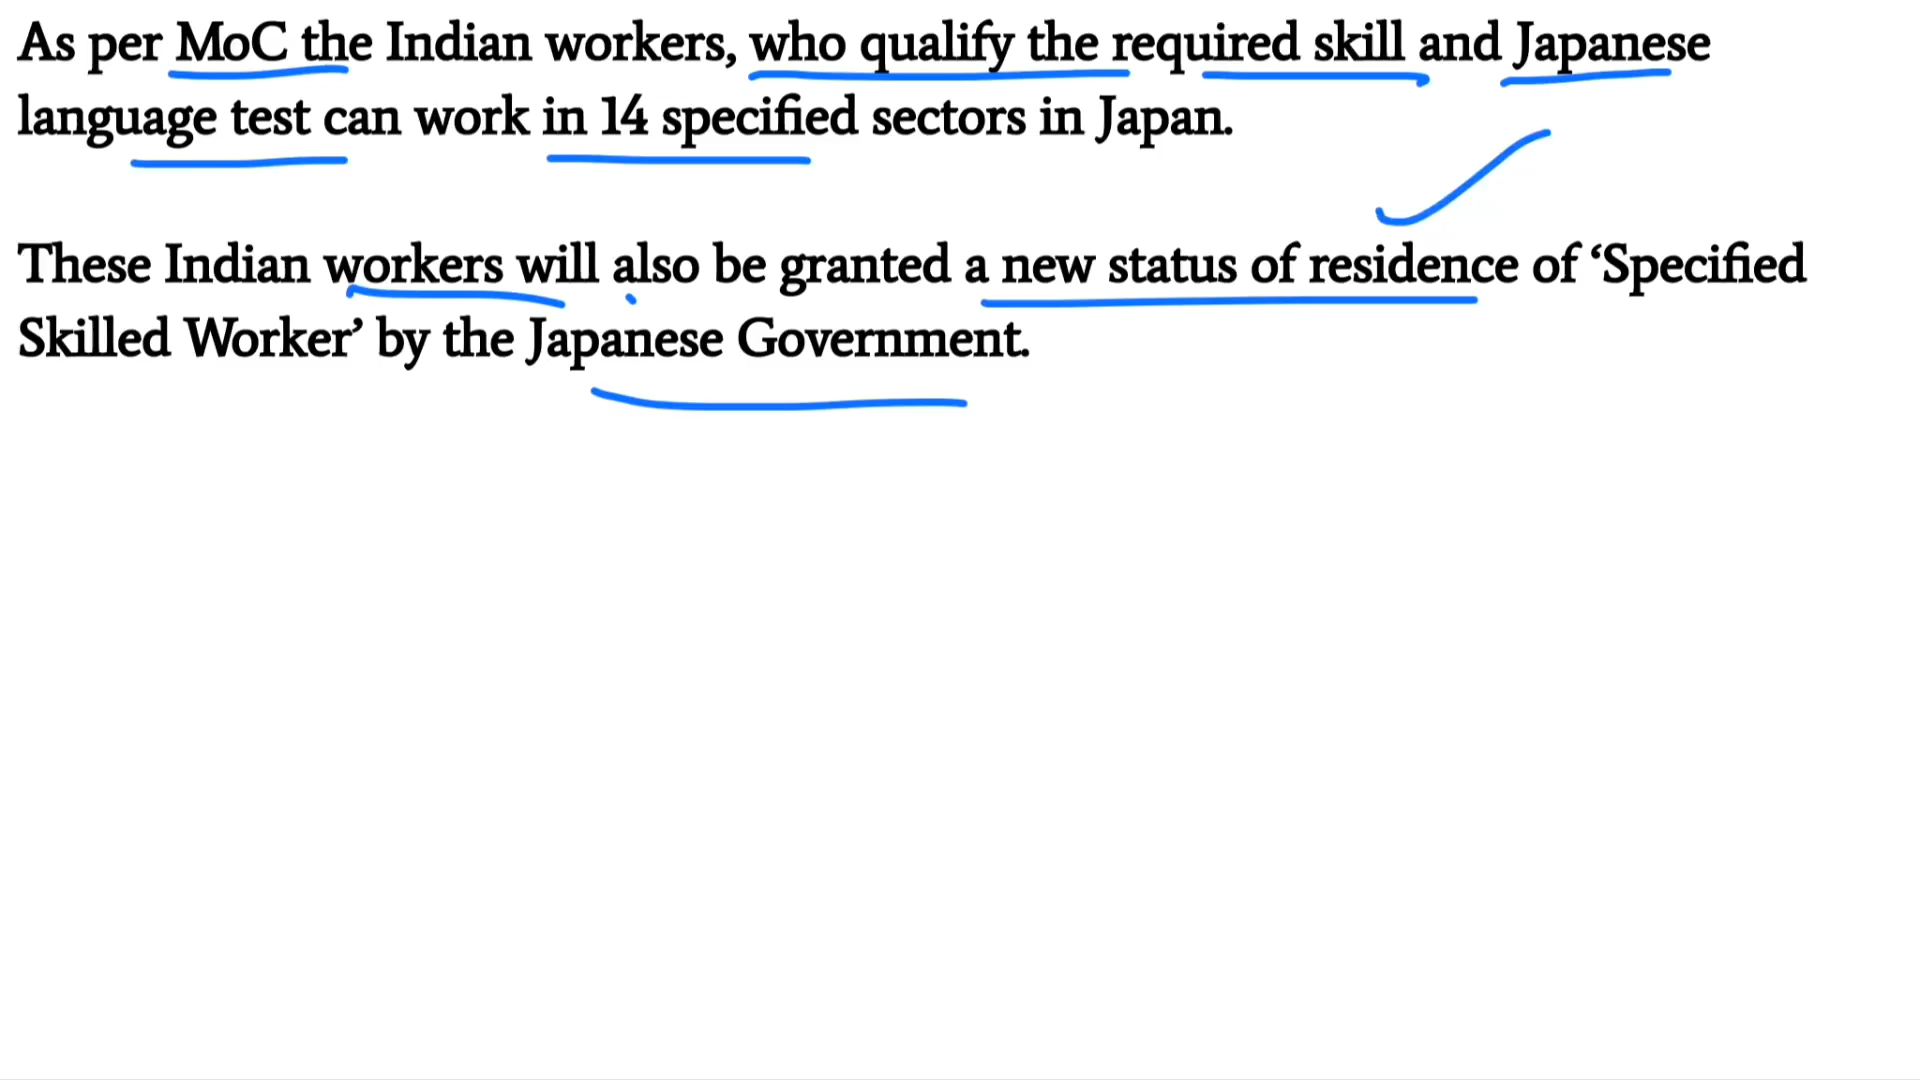 As per MoC the Indian workers, who qualify the required skill and Japanese
language test can work in 14 specified sectors in Japan.
These Indian workers will also be granted a new status of residence of ‘Specified
Skilled Worker’ by the Japanese Government.